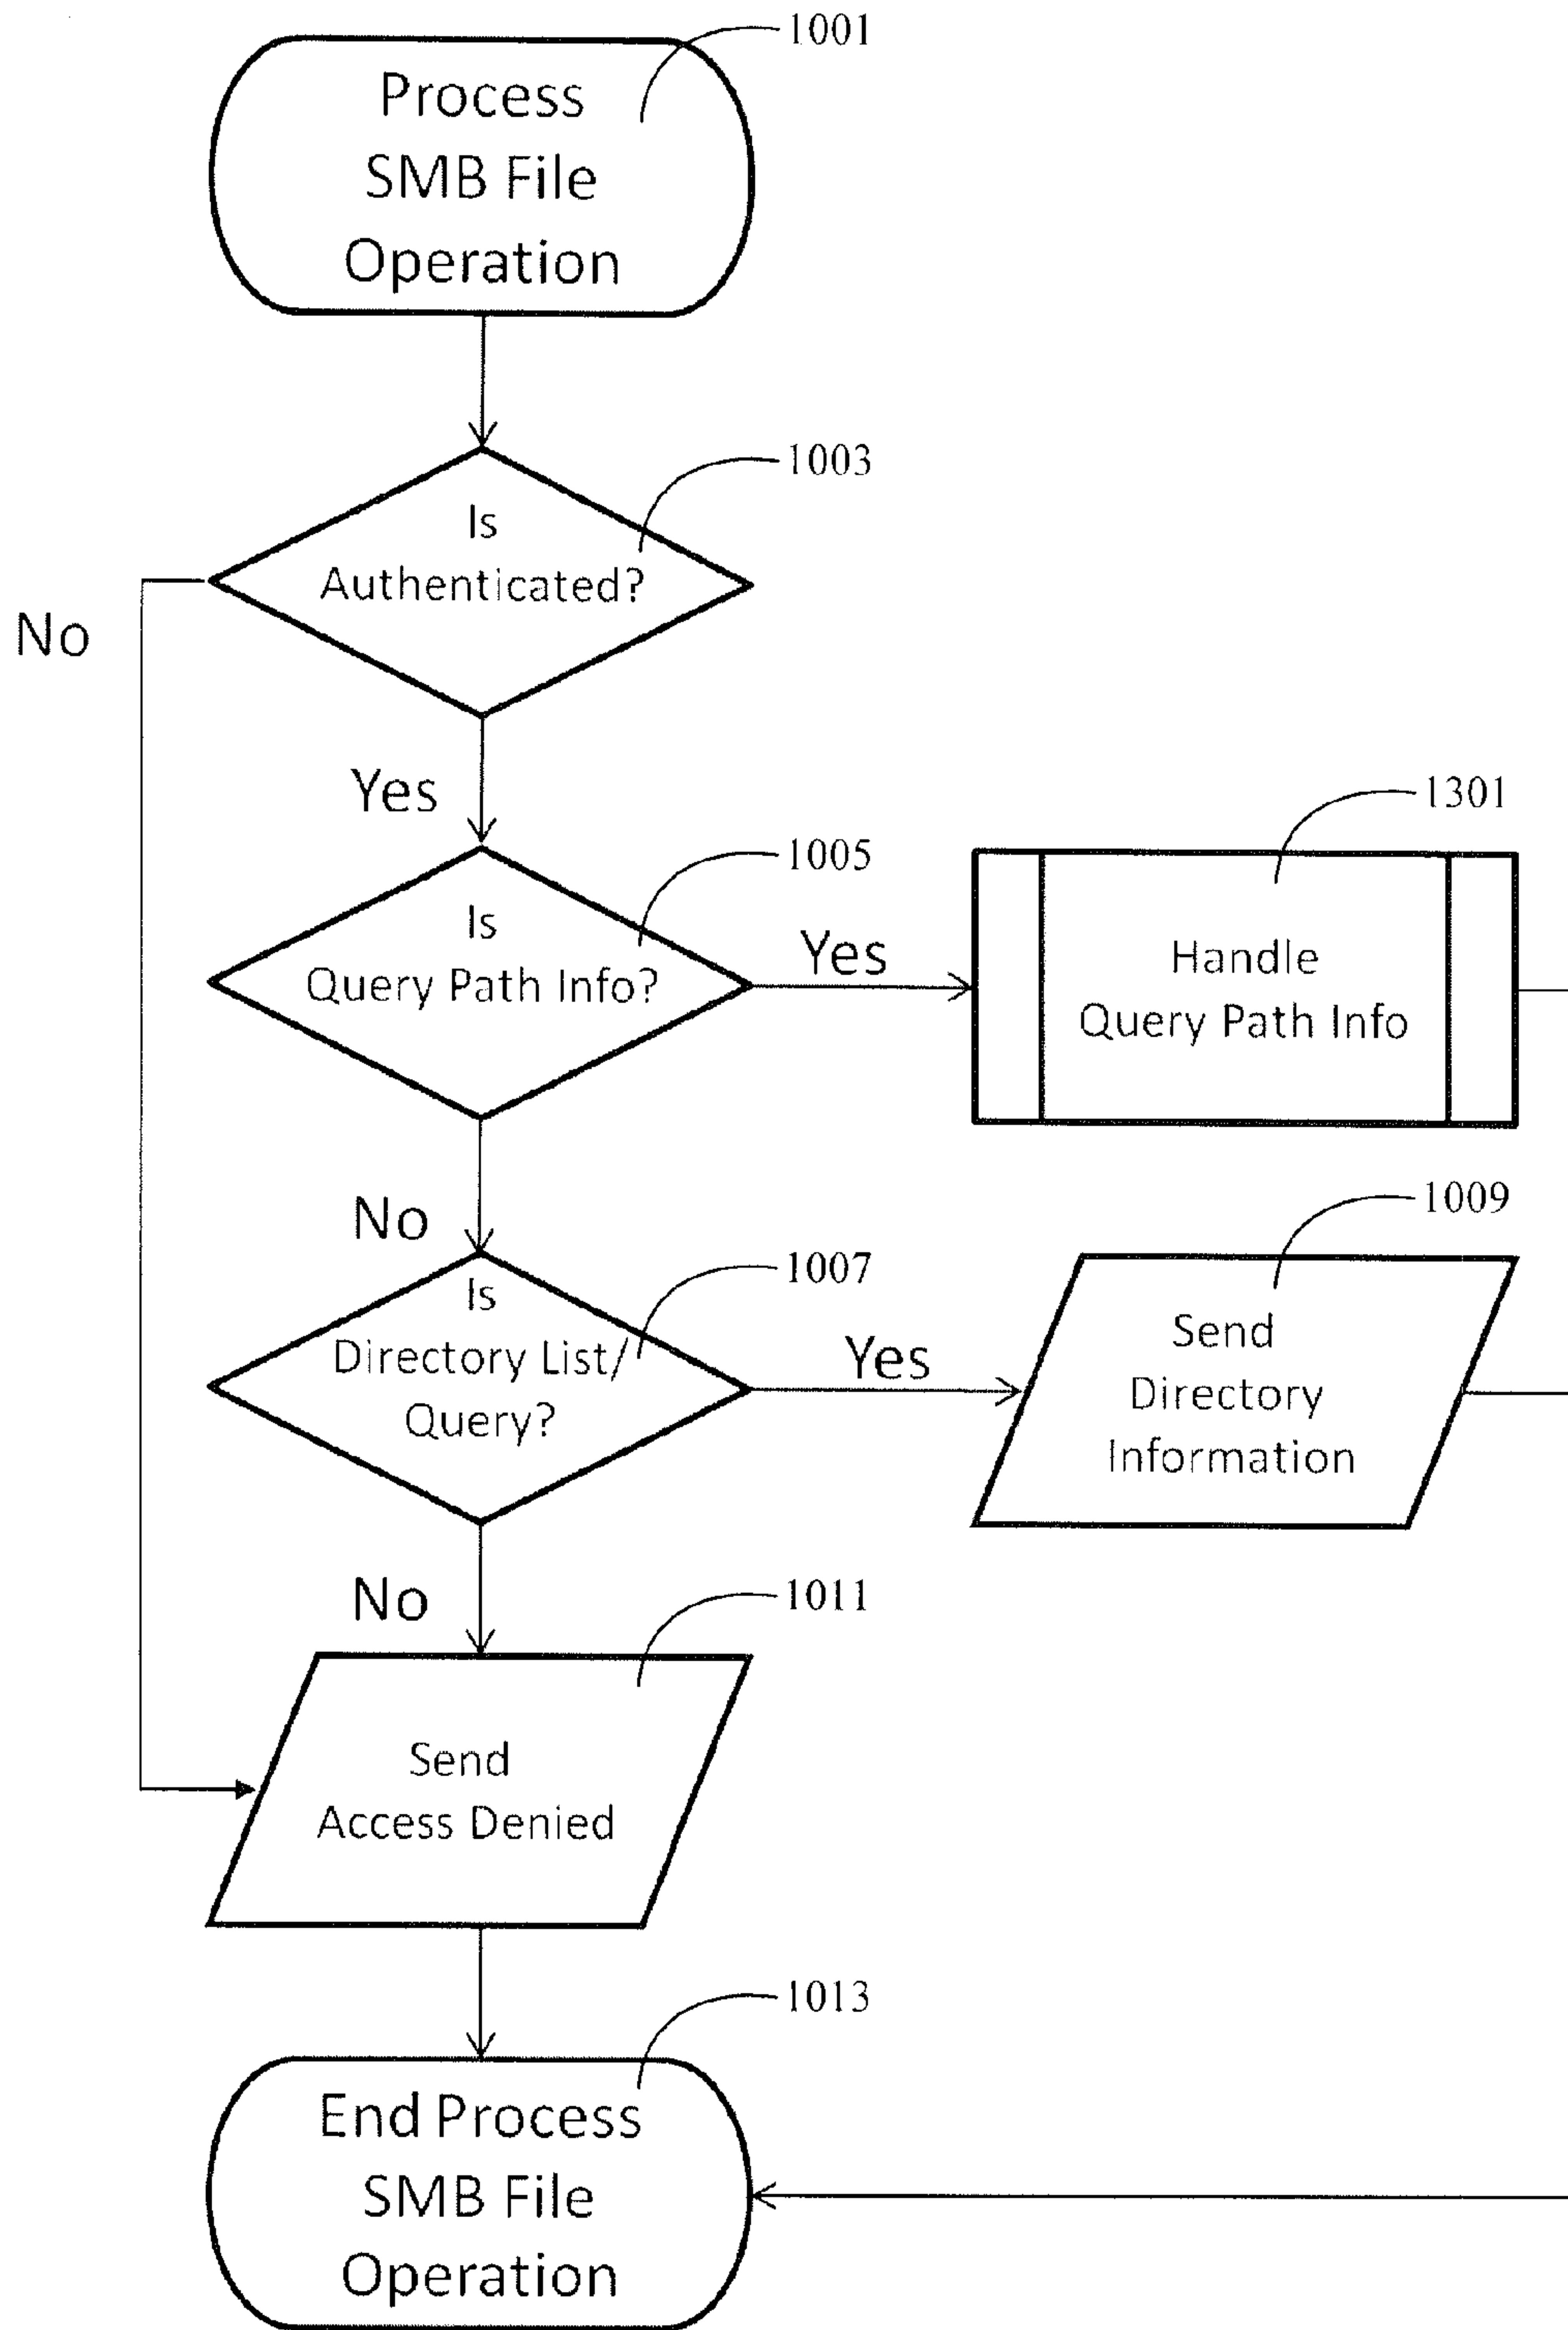 1001
Process
SMB File
Operation
1003
Is
Authenticated?
No
Yes
1005
Is
Query Path Info?
Yes
1301
Handle
Query Path Info
No
1007
Is
Directory List/
Query?
Yes
1009
Send
Directory
Information
No
1011
Send
Access Denied
1013
End Process
SMB File
Operation